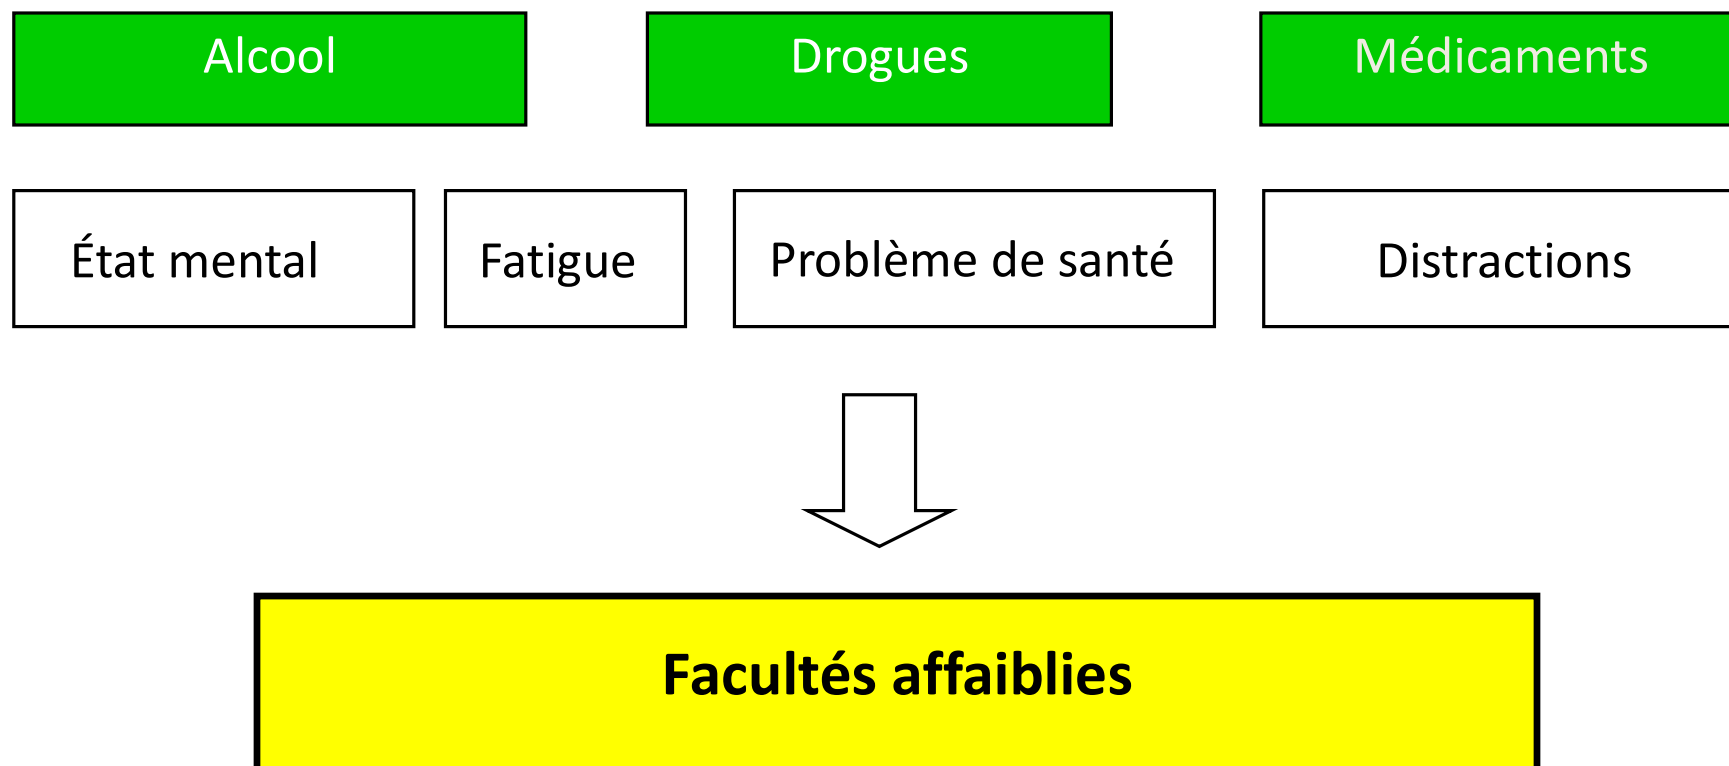 Alcool
Drogues
Médicaments
État mental
Fatigue
Problème de santé
Distractions
Facultés affaiblies